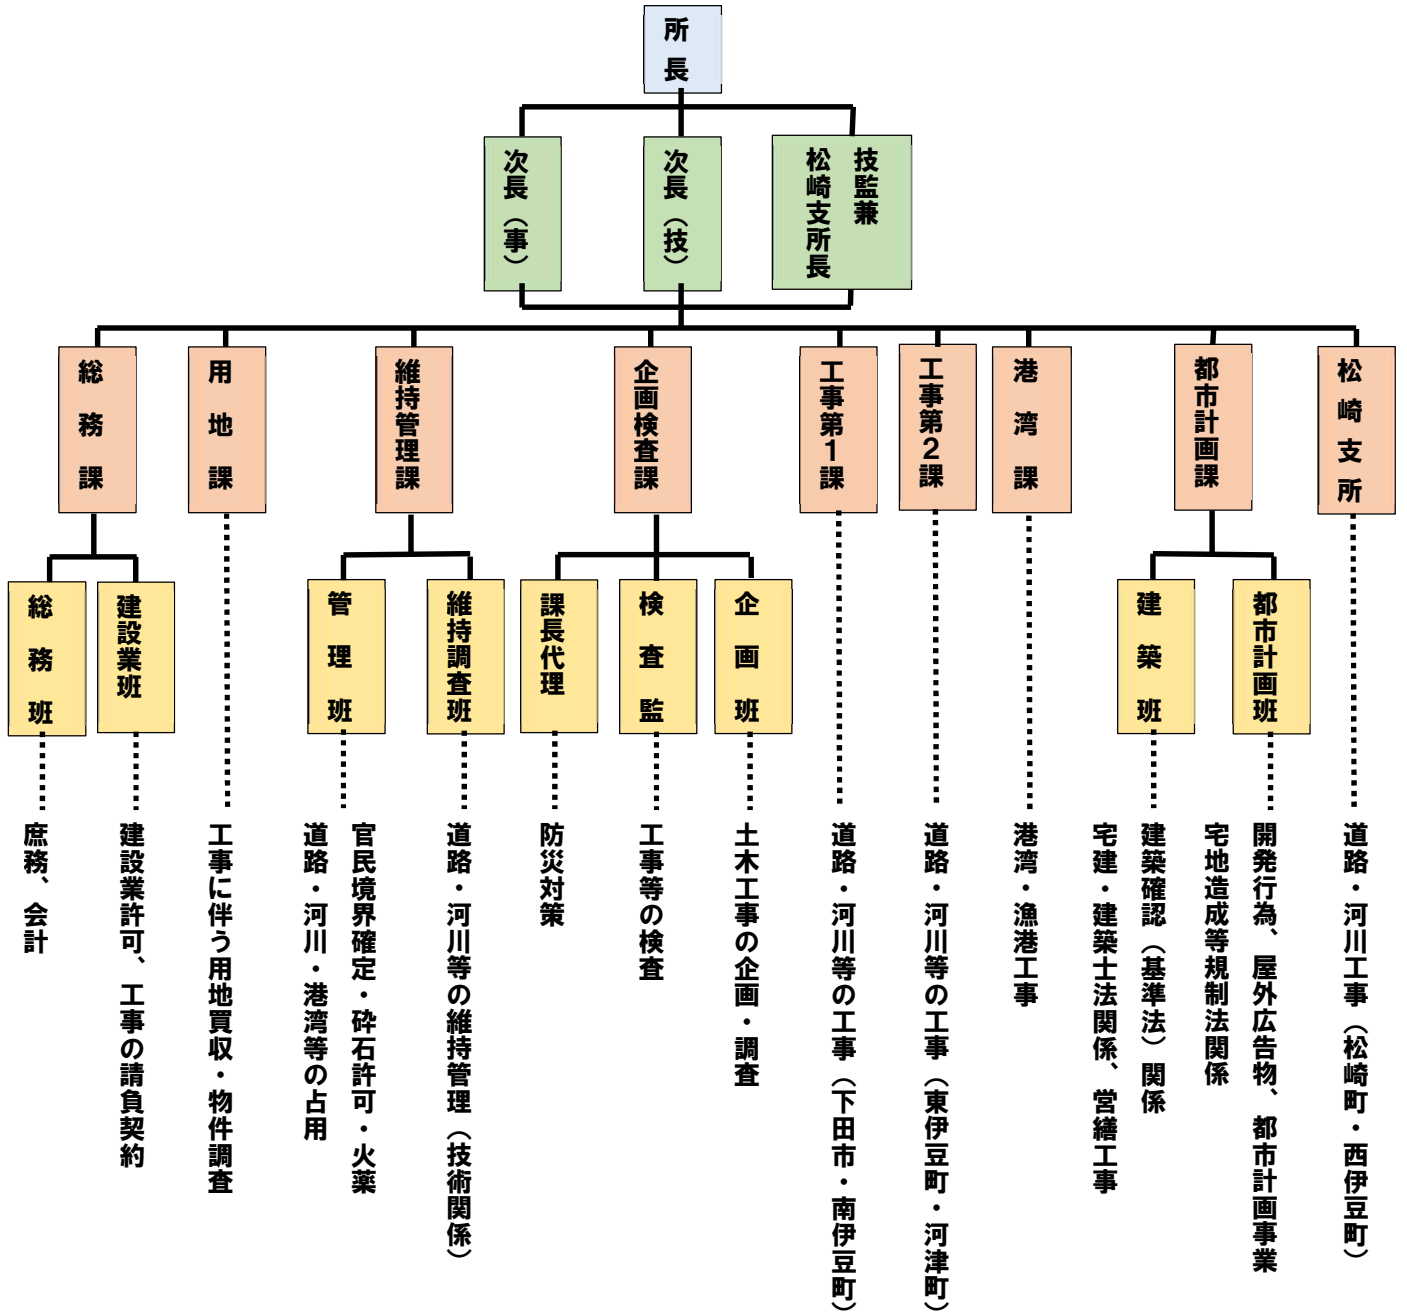 所長
次長（事）
次長（技）
技監兼
松崎支所長
総務課
用地課
維持管理課
企画検査課
工事第1課
工事第2課
港湾課
都市計画課
松崎支所
総務班
建設業班
管理班
維持調査班
課長代理
検査監
企画班
建築班
都市計画班
庶務、会計
建設業許可、工事の請負契約
工事に伴う用地買収・物件調査
官民境界確定・砕石許可・火薬
道路・河川・港湾等の占用
道路・河川等の維持管理（技術関係）
防災対策
工事等の検査
土木工事の企画・調査
道路・河川等の工事（下田市・南伊豆町）
道路・河川等の工事（東伊豆町・河津町）
港湾・漁港工事
建築確認（基準法）関係
宅建・建築士法関係、営繕工事
開発行為、屋外広告物、都市計画事業
宅地造成等規制法関係
道路・河川工事（松崎町・西伊豆町）